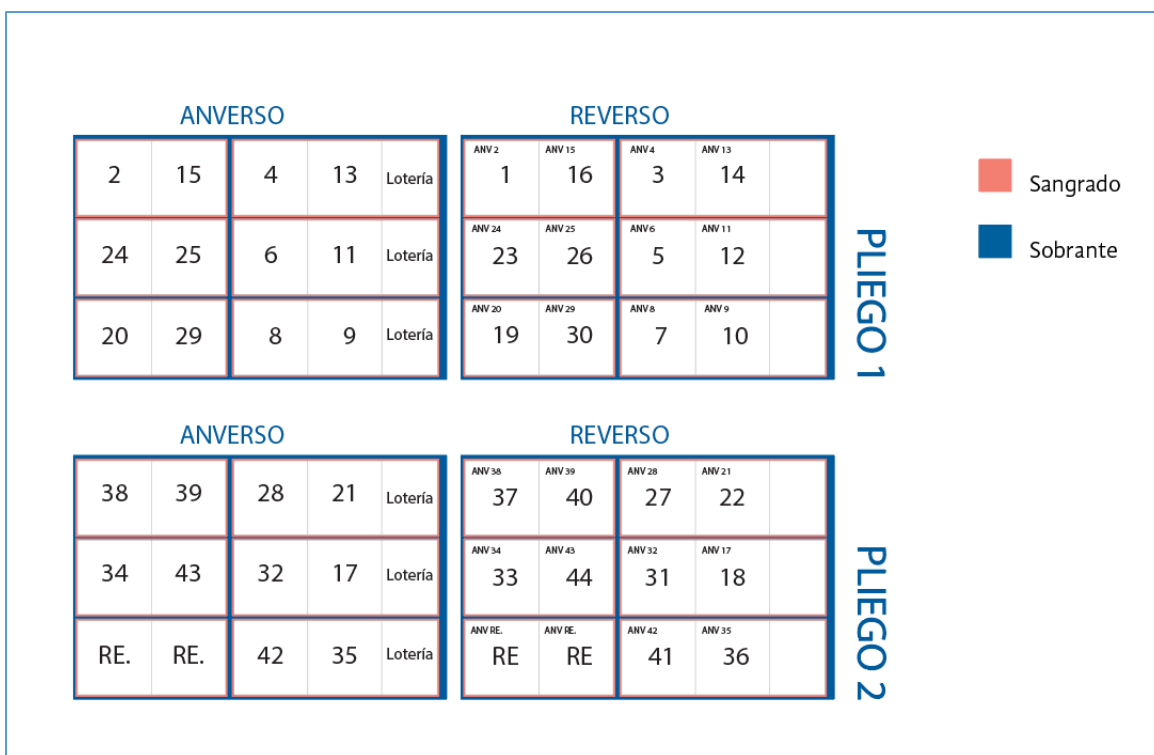 ANVERSO REVERSO
2 15 4 13 Lotería
ANV 2 ANV 15 ANV 4 ANV 13
1 16 3 14
24 25 6 11 Lotería
ANV 24 ANV 25 ANV 6 ANV 11
23 26 5 12
20 29 8 9 Lotería
ANV 20 ANV 29 ANV 8 ANV 9
19 30 7 10
PLIEGO 1
Sangrado
Sobrante
ANVERSO REVERSO
38 39 28 21 Lotería
ANV 38 ANV 39 ANV 28 ANV 21
37 40 27 22
34 43 32 17 Lotería
ANV 34 ANV 43 ANV 32 ANV 17
33 44 31 18
RE. RE. 42 35 Lotería
ANV RE. ANV RE. ANV 42 ANV 35
RE RE 41 36
PLIEGO 2